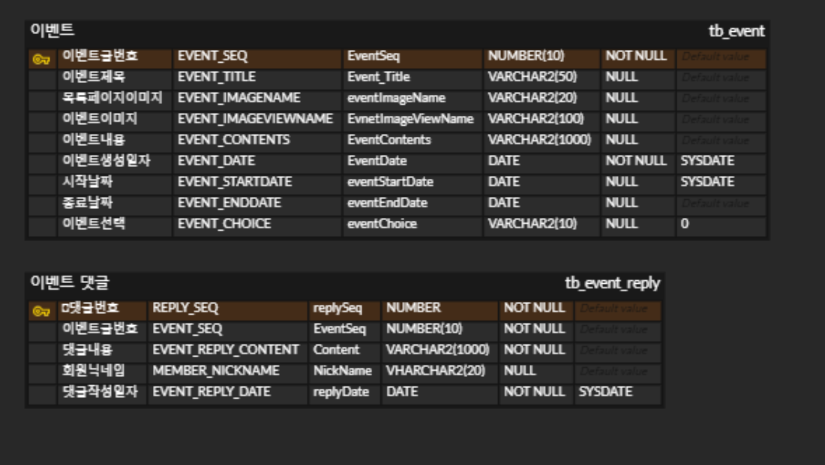 이벤트 tb_event
이벤트글번호 EVENT_SEQ EventSeq NUMBER(10) NOT NULL Default value
이벤트제목 EVENT_TITLE Event_Title VARCHAR2(50) NULL Default value
목록페이지이미지 EVENT_IMAGENAME eventImageName VARCHAR2(20) NULL Default value
이벤트이미지 EVENT_IMAGEVIEWNAME EvnetImageViewName VARCHAR2(100) NULL Default value
이벤트내용 EVENT_CONTENTS EventContents VARCHAR2(1000) NULL Default value
이벤트생성일자 EVENT_DATE EventDate DATE NOT NULL SYSDATE
시작날짜 EVENT_STARTDATE eventStartDate DATE NULL SYSDATE
종료날짜 EVENT_ENDDATE eventEndDate DATE NULL Default value
이벤트선택 EVENT_CHOICE eventChoice VARCHAR2(10) NULL 0
이벤트 댓글 tb_event_reply
댓글번호 REPLY_SEQ replySeq NUMBER NOT NULL Default value
이벤트글번호 EVENT_SEQ EventSeq NUMBER(10) NOT NULL Default value
댓글내용 EVENT_REPLY_CONTENT Content VARCHAR2(1000) NOT NULL Default value
회원닉네임 MEMBER_NICKNAME NickName VHARCHAR2(20) NULL Default value
댓글작성일자 EVENT_REPLY_DATE replyDate DATE NOT NULL SYSDATE